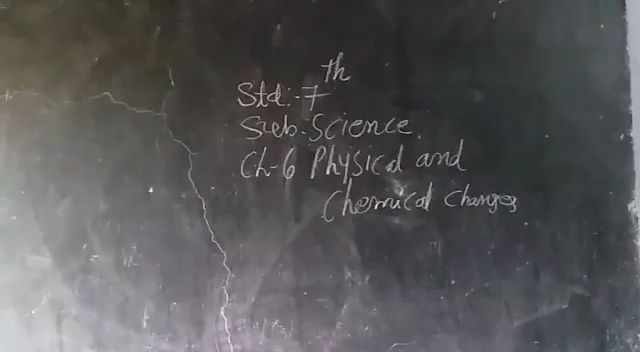 Std:-7th
Sub-Science
Ch-6 Physical and
Chemical Changes